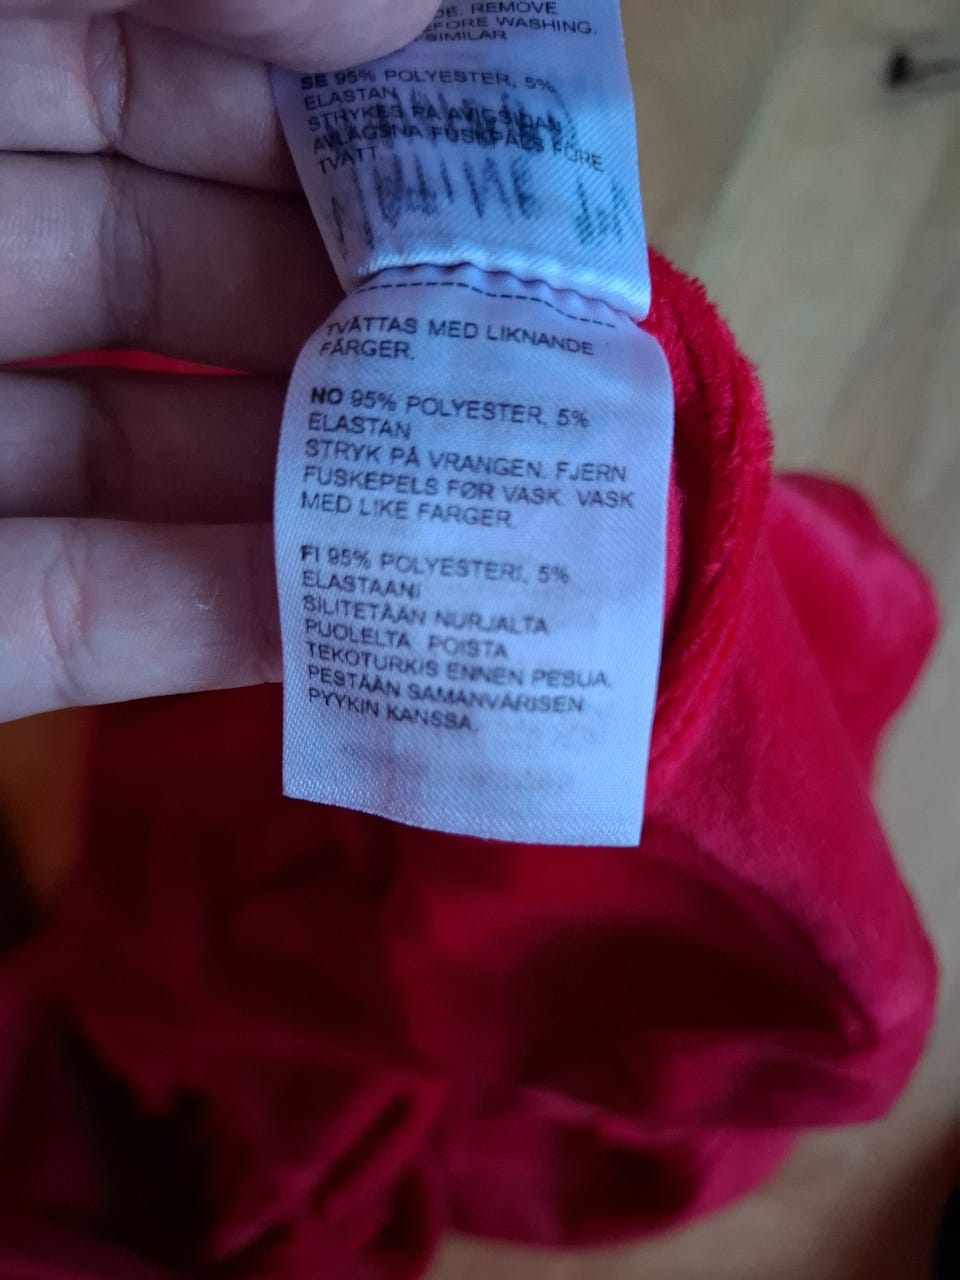 DE. REMOVE
BEFORE WASHING.
SIMILAR
SE 95% POLYESTER, 5%
ELASTAN
STRYKES PÅ AVIGSIDAN
AVLÄGSNA FUSKPÄLS FÖRE
TVÄTT.
TVÄTTAS MED LIKNANDE
FÄRGER.
NO 95% POLYESTER, 5%
ELASTAN
STRYK PÅ VRANGEN. FJERN
FUSKEPELS FØR VASK. VASK
MED LIKE FARGER.
FI 95% POLYESTERI, 5%
ELASTAANI
SILITETÄÄN NURJALTA
PUOLELTA. POISTA
TEKOTURKIS ENNEN PESUA.
PESTÄÄN SAMANVÄRISEN
PYYKIN KANSSA.